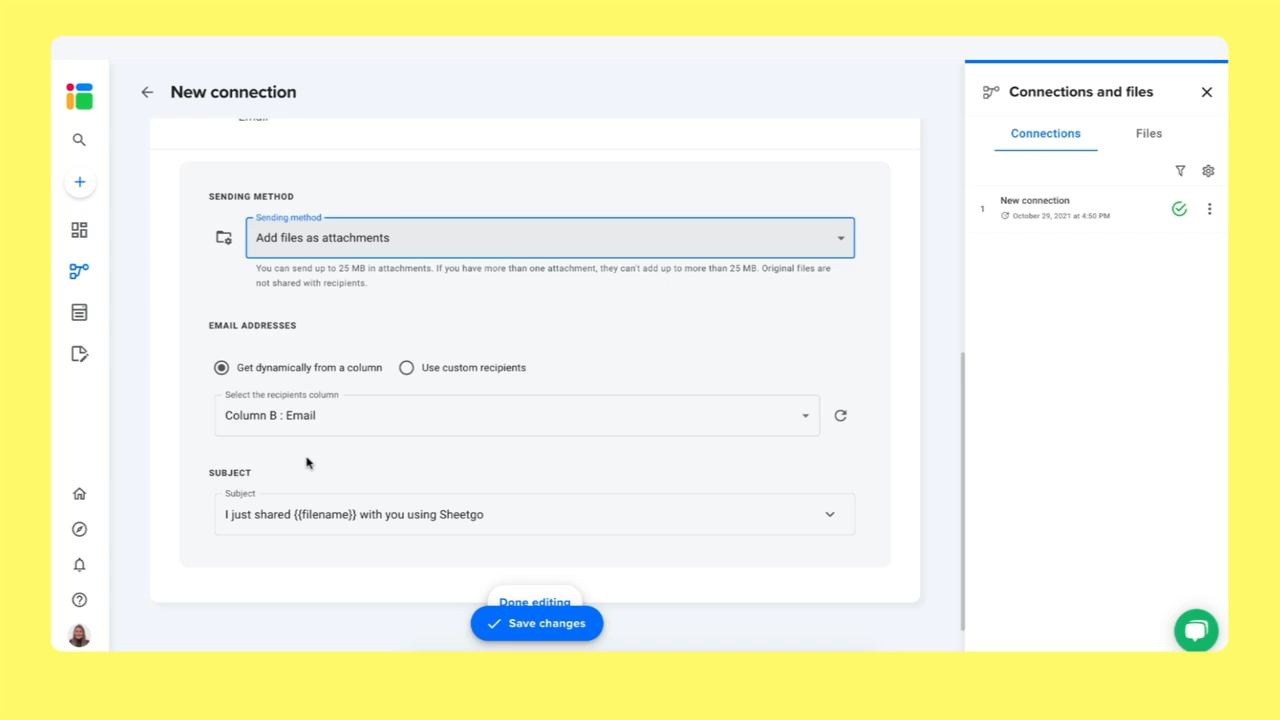 New connection
Email
SENDING METHOD
Sending method
Add files as attachments
You can send up to 25 MB in attachments. If you have more than one attachment, they can't add up to more than 25 MB. Original files are
not shared with recipients.
EMAIL ADDRESSES
Get dynamically from a column
Use custom recipients
Select the recipients column
Column B : Email
SUBJECT
Subject
I just shared {{filename}} with you using Sheetgo
Done editing
Save changes
Connections and files
Connections
Files
1
New connection
October 29, 2021 at 4:50 PM